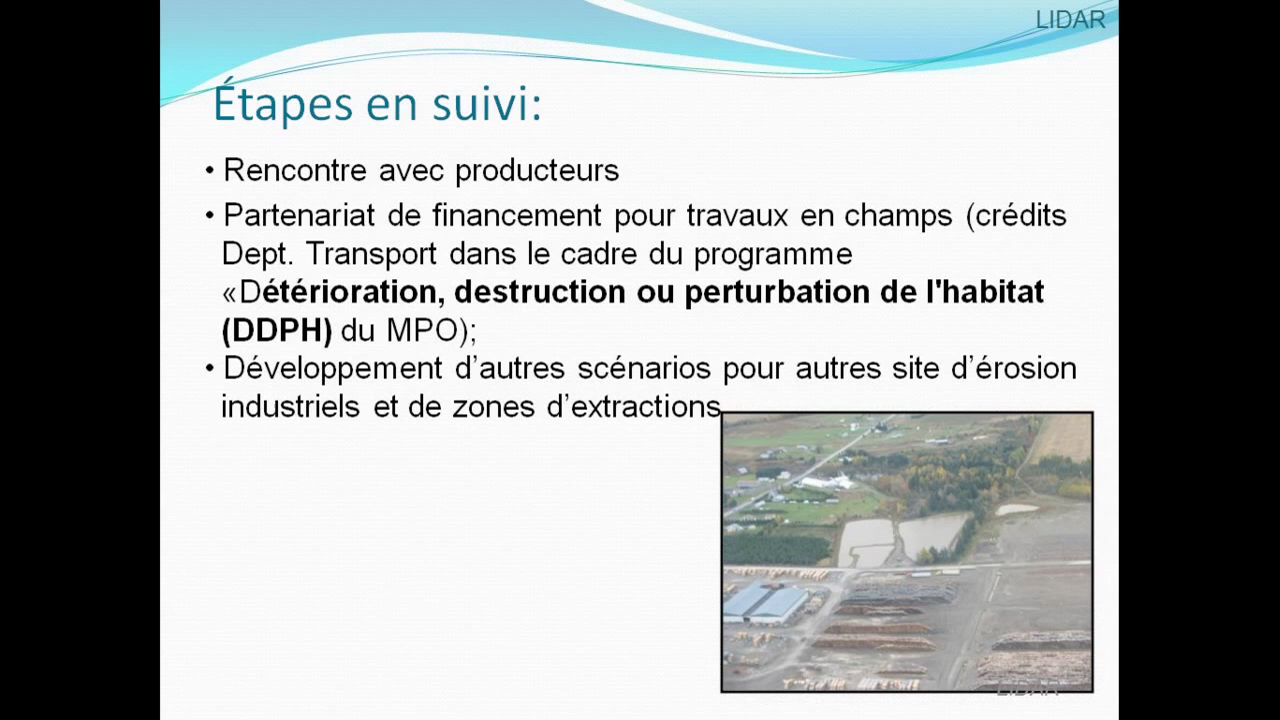 LIDAR
Étapes en suivi:
• Rencontre avec producteurs
• Partenariat de financement pour travaux en champs (crédits
Dept. Transport dans le cadre du programme
«Détérioration, destruction ou perturbation de l'habitat
(DDPH) du MPO);
• Développement d’autres scénarios pour autres site d’érosion
industriels et de zones d’extractions
LIDAR